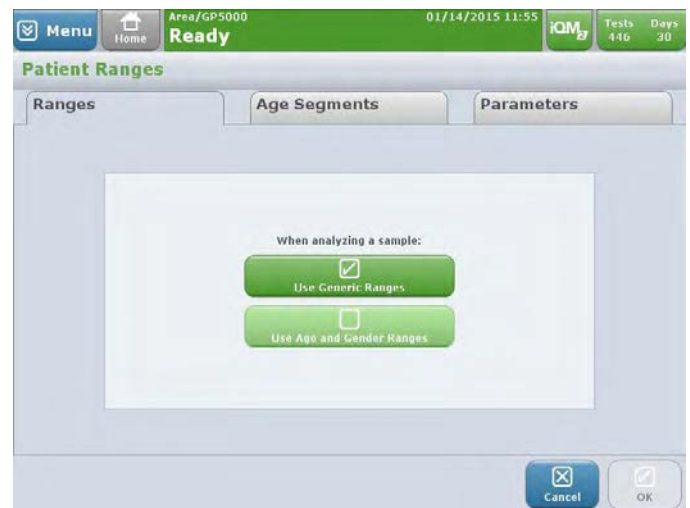 Menu
Home
Area/GP5000
Ready
01/14/2015 11:55
iQM2
Tests
446
Days
30
Patient Ranges
Ranges
Age Segments
Parameters
When analyzing a sample:
Use Generic Ranges
Use Age and Gender Ranges
Cancel
OK